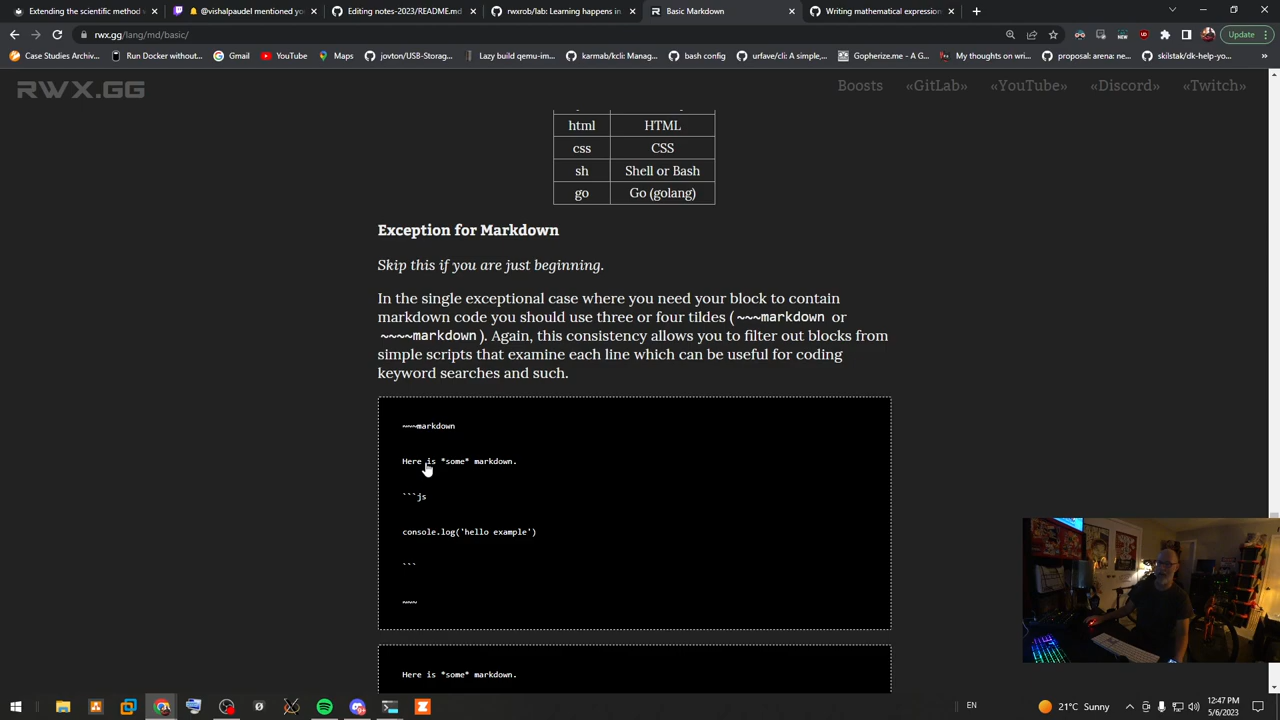 Extending the scientific method
@vishalpaudel mentioned you
Editing notes-2023/README.md
rwxrob/lab: Learning happens in
Basic Markdown
Writing mathematical expression
rwx.gg/lang/md/basic/
Update
Case Studies Archiv...
Run Docker witho...
Gmail
YouTube
Maps
jovton/USB-Storag...
Lazy build qemu-im...
karmab/kcli: Manag...
bash config
urfave/cli: A simple,...
Gopherize.me
My thoughts on wri...
proposal: arena: ne...
skilstak/dk-help-yo...
»
RWX.GG
Boosts «GitLab» «YouTube» «Discord» «Twitch»
html HTML
css CSS
sh Shell or Bash
go Go (golang)
Exception for Markdown
Skip this if you are just beginning.
In the single exceptional case where you need your block to contain
markdown code you should use three or four tildes (~~~markdown or
~~~~markdown). Again, this consistency allows you to filter out blocks from
simple scripts that examine each line which can be useful for coding
keyword searches and such.
~~~markdown
Here is *some* markdown.
```js
console.log('hello example')
```
~~~
Here is *some* markdown.
21°C Sunny
EN
12:47 PM
5/6/2023